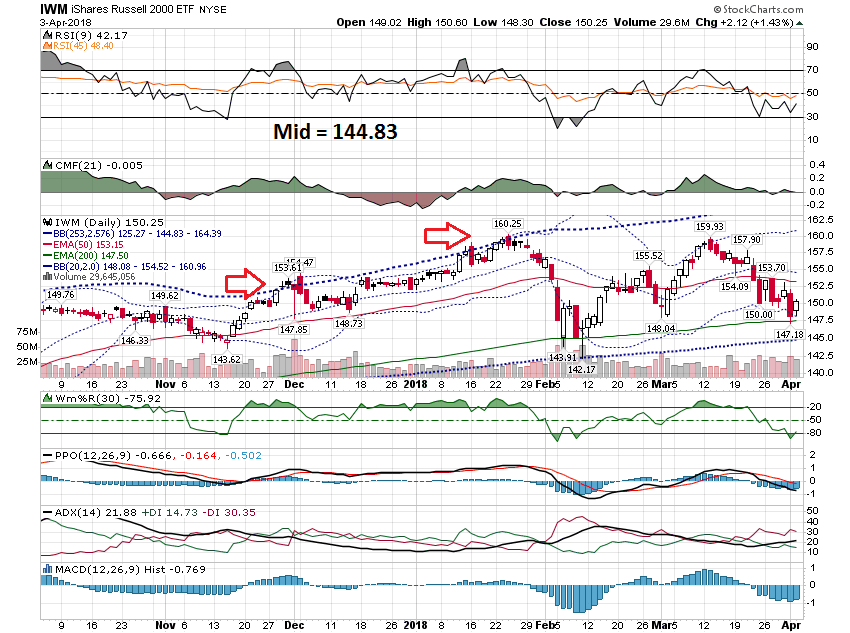 IWM iShares Russell 2000 ETF NYSE © StockCharts.com
3-Apr-2018 Open 149.02 High 150.60 Low 148.30 Close 150.25 Volume 29.6M Chg +2.12 (+1.43%)
RSI(9) 42.17
RSI(45) 48.40
90
70
50
30
10
Mid = 144.83
CMF(21) -0.005
0.4
0.2
0.0
-0.2
IWM (Daily) 150.25
BB(253,2.576) 125.27 - 144.83 - 164.39
EMA(50) 153.15
EMA(200) 147.50
BB(20,2.0) 148.08 - 154.52 - 160.96
Volume 29,645,056
162.5
160.0
157.5
155.0
152.5
150.0
147.5
145.0
142.5
140.0
75M
50M
25M
160.25
159.93
157.90
155.52
153.61
153.70
149.76
149.62
154.09
150.00
147.85
148.73
148.04
147.18
146.33
143.62
143.91
142.17
9 16 23 Nov 6 13 20 27 Dec 11 18 26 2018 8 16 22 29 Feb 5 12 20 26 Mar 5 12 19 26 Apr
Wm%R(30) -75.92
-20
-50
-80
PPO(12,26,9) -0.666, -0.164, -0.502
2
1
0
-1
ADX(14) 21.88 +DI 14.73 -DI 30.35
50
40
30
20
10
MACD(12,26,9) Hist -0.769
1
0
-1
9 16 23 Nov 6 13 20 27 Dec 11 18 26 2018 8 16 22 29 Feb 5 12 20 26 Mar 5 12 19 26 Apr